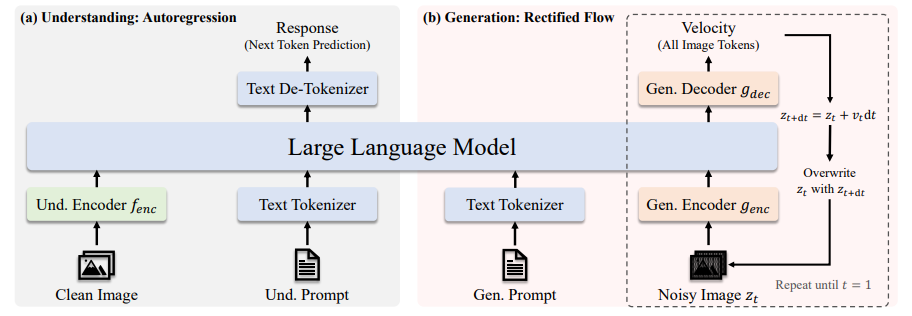 (a) Understanding: Autoregression
Response
(Next Token Prediction)
Text De-Tokenizer
Large Language Model
Und. Encoder f_enc
Text Tokenizer
Clean Image
Und. Prompt
(b) Generation: Rectified Flow
Velocity
(All Image Tokens)
Gen. Decoder g_dec
z_{t+dt} = z_t + v_t dt
Overwrite
z_t with z_{t+dt}
Text Tokenizer
Gen. Encoder g_enc
Gen. Prompt
Noisy Image z_t
Repeat until t = 1